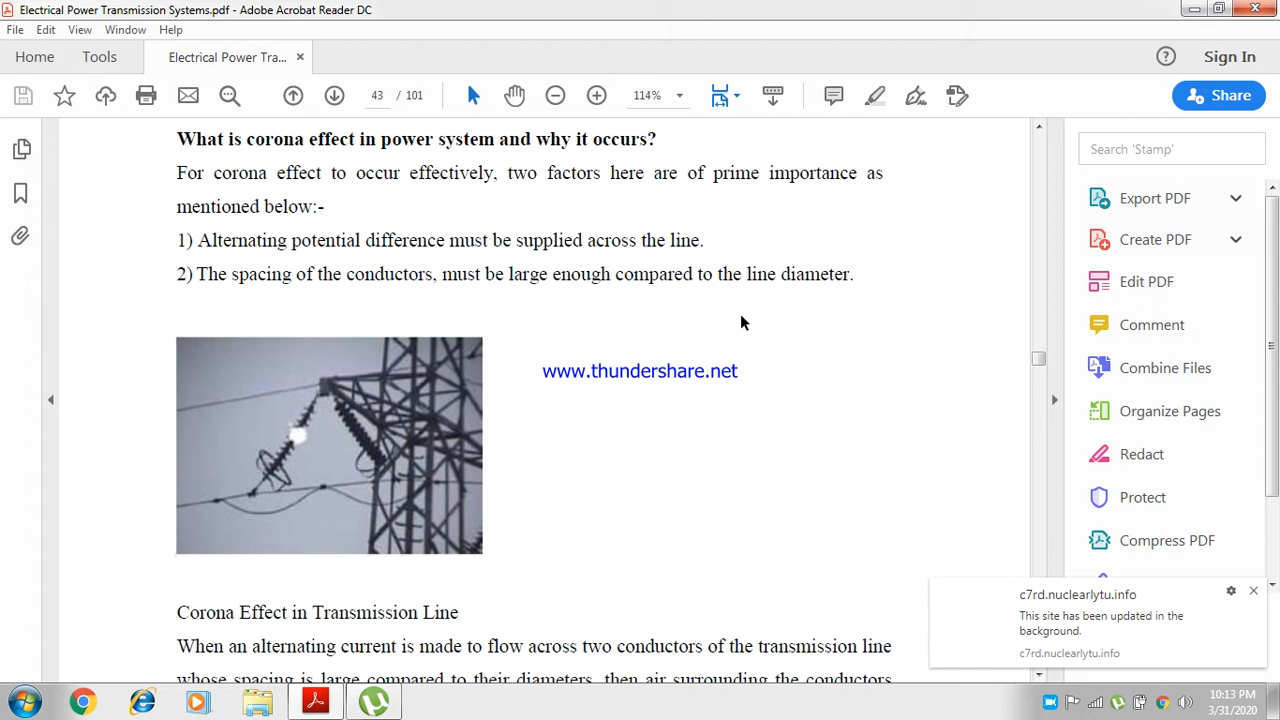 Electrical Power Transmission Systems.pdf - Adobe Acrobat Reader DC
File Edit View Window Help
Home Tools Electrical Power Tra... × Sign In
43 / 101 114% Share
What is corona effect in power system and why it occurs?
For corona effect to occur effectively, two factors here are of prime importance as
mentioned below:-
1) Alternating potential difference must be supplied across the line.
2) The spacing of the conductors, must be large enough compared to the line diameter.
www.thundershare.net
Corona Effect in Transmission Line
When an alternating current is made to flow across two conductors of the transmission line
whose spacing is large compared to their diameters, then air surrounding the conductors
Search 'Stamp'
Export PDF
Create PDF
Edit PDF
Comment
Combine Files
Organize Pages
Redact
Protect
Compress PDF
c7rd.nuclearlytu.info
This site has been updated in the
background.
c7rd.nuclearlytu.info
10:13 PM
3/31/2020